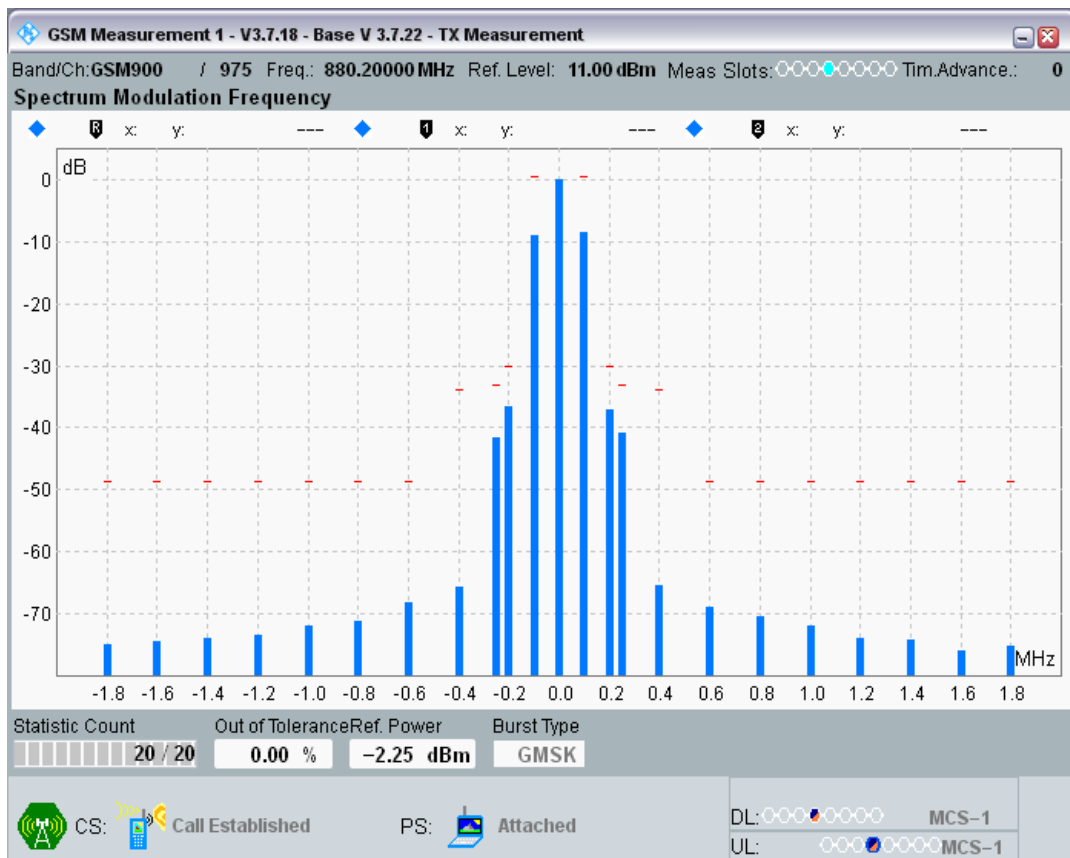 GSM Measurement 1 - V3.7.18 - Base V 3.7.22 - TX Measurement
Band/Ch:GSM900 / 975 Freq.: 880.20000 MHz Ref. Level: 11.00 dBm Meas Slots: Tim.Advance.: 0
Spectrum Modulation Frequency
R x: y: --- 1 x: y: --- 2 x: y: ---
dB
0
-10
-20
-30
-40
-50
-60
-70
MHz
-1.8 -1.6 -1.4 -1.2 -1.0 -0.8 -0.6 -0.4 -0.2 0.0 0.2 0.4 0.6 0.8 1.0 1.2 1.4 1.6 1.8
Statistic Count Out of Tolerance Ref. Power Burst Type
20 / 20 0.00 % −2.25 dBm GMSK
CS: Call Established PS: Attached
DL: MCS−1
UL: MCS−1